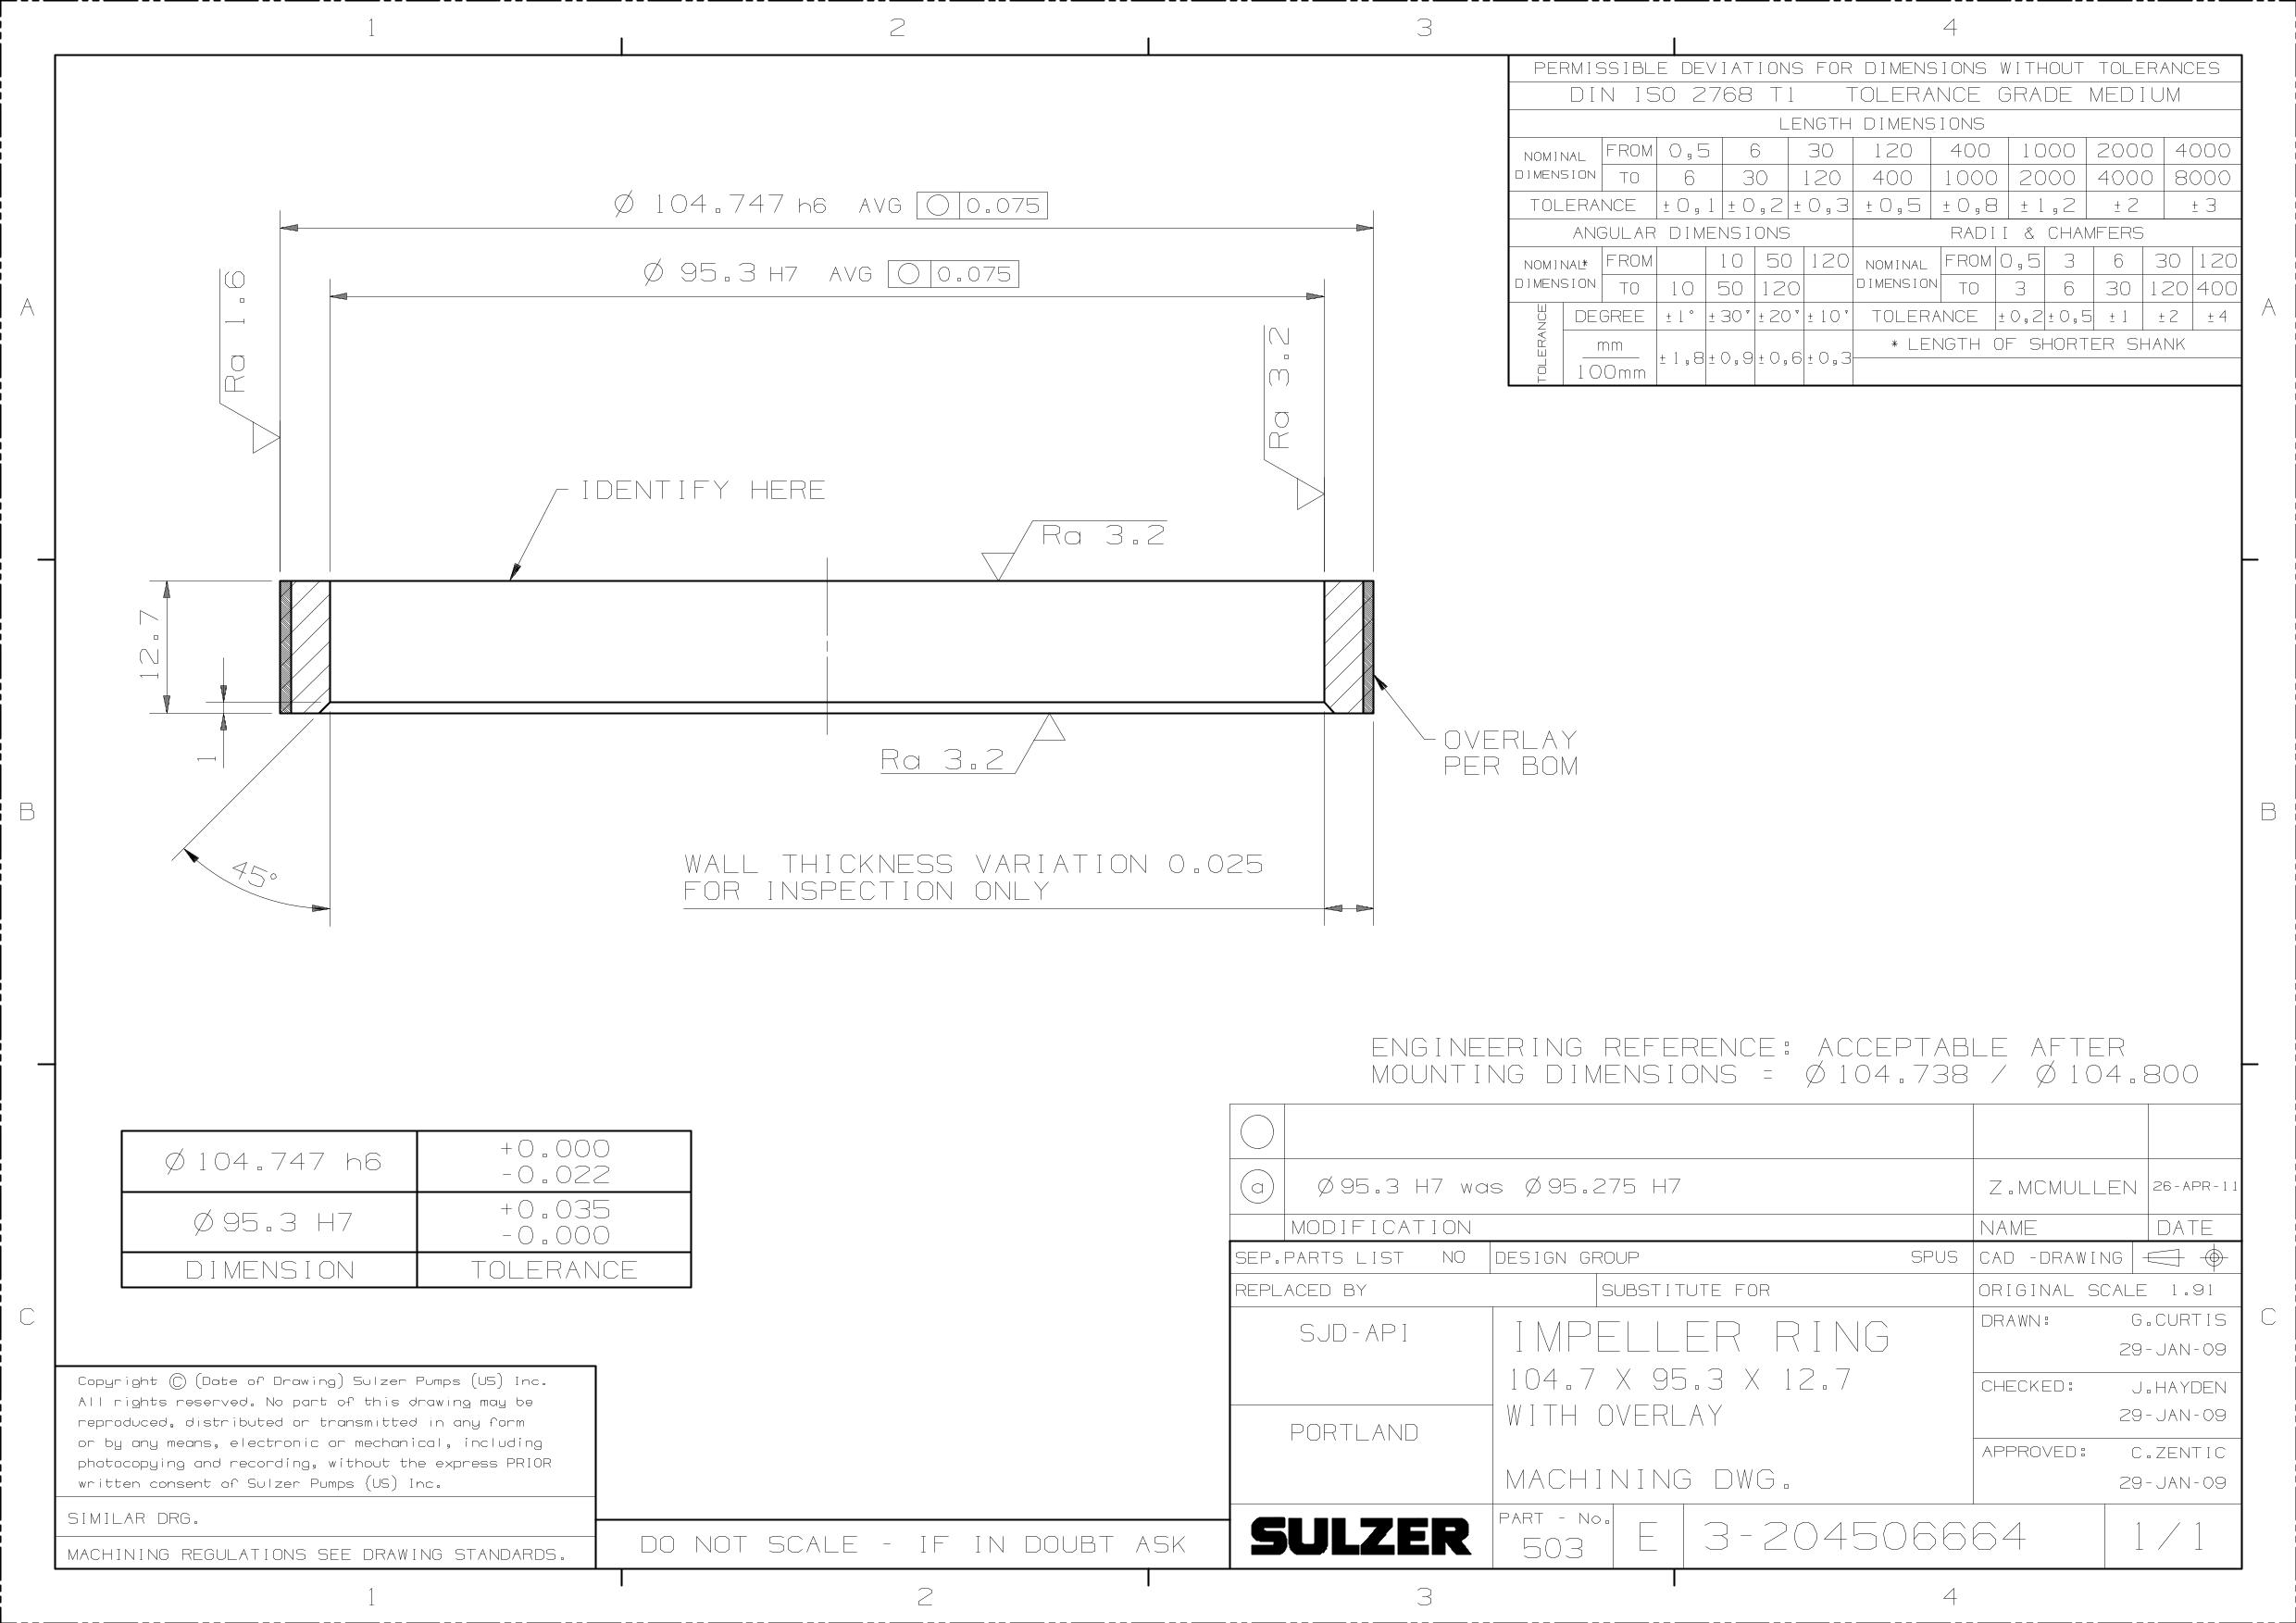 1 2 3 4
PERMISSIBLE DEVIATIONS FOR DIMENSIONS WITHOUT TOLERANCES
DIN ISO 2768 T1 TOLERANCE GRADE MEDIUM
LENGTH DIMENSIONS
NOMINAL DIMENSION FROM 0,5 6 30 120 400 1000 2000 4000
TO 6 30 120 400 1000 2000 4000 8000
TOLERANCE ±0,1 ±0,2 ±0,3 ±0,5 ±0,8 ±1,2 ±2 ±3
ANGULAR DIMENSIONS RADII & CHAMFERS
NOMINAL* DIMENSION FROM 10 50 120 NOMINAL DIMENSION FROM 0,5 3 6 30 120
TO 10 50 120 TO 3 6 30 120 400
TOLERANCE DEGREE ±1° ±30' ±20' ±10' TOLERANCE ±0,2 ±0,5 ±1 ±2 ±4
mm
100mm
±1,8 ±0,9 ±0,6 ±0,3
* LENGTH OF SHORTER SHANK
Ø 104.747 h6 AVG ○ 0.075
Ø 95.3 H7 AVG ○ 0.075
A
A
Ra 1.6
Ra 3.2
IDENTIFY HERE
Ra 3.2
12.7
1
Ra 3.2
OVERLAY
PER BOM
B
B
45°
WALL THICKNESS VARIATION 0.025
FOR INSPECTION ONLY
ENGINEERING REFERENCE: ACCEPTABLE AFTER
MOUNTING DIMENSIONS = Ø104.738 / Ø104.800
Ø104.747 h6 +0.000
-0.022
Ø95.3 H7 +0.035
-0.000
DIMENSION TOLERANCE
a Ø95.3 H7 was Ø95.275 H7 Z.MCMULLEN 26-APR-11
MODIFICATION NAME DATE
SEP.PARTS LIST NO DESIGN GROUP SPUS CAD -DRAWING
REPLACED BY SUBSTITUTE FOR ORIGINAL SCALE 1.91
SJD-API
PORTLAND
IMPELLER RING
104.7 X 95.3 X 12.7
WITH OVERLAY
MACHINING DWG.
DRAWN: G.CURTIS
29-JAN-09
CHECKED: J.HAYDEN
29-JAN-09
APPROVED: C.ZENTIC
29-JAN-09
C
C
Copyright © (Date of Drawing) Sulzer Pumps (US) Inc.
All rights reserved. No part of this drawing may be
reproduced, distributed or transmitted in any form
or by any means, electronic or mechanical, including
photocopying and recording, without the express PRIOR
written consent of Sulzer Pumps (US) Inc.
SIMILAR DRG.
MACHINING REGULATIONS SEE DRAWING STANDARDS.
DO NOT SCALE - IF IN DOUBT ASK
SULZER
PART - No.
503
E
3-204506664
1/1
1 2 3 4